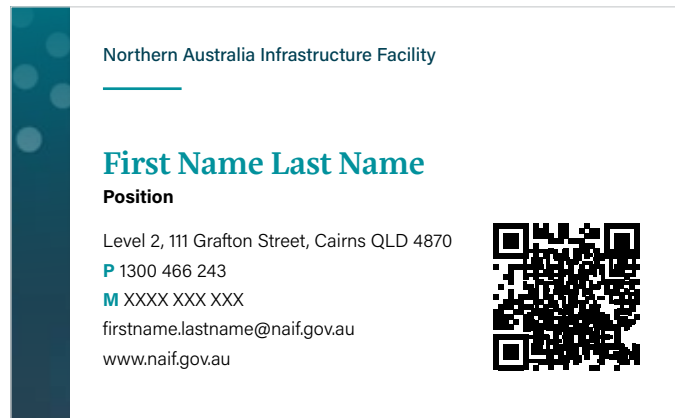 Northern Australia Infrastructure Facility
First Name Last Name
Position
Level 2, 111 Grafton Street, Cairns QLD 4870
P 1300 466 243
M XXXX XXX XXX
firstname.lastname@naif.gov.au
www.naif.gov.au